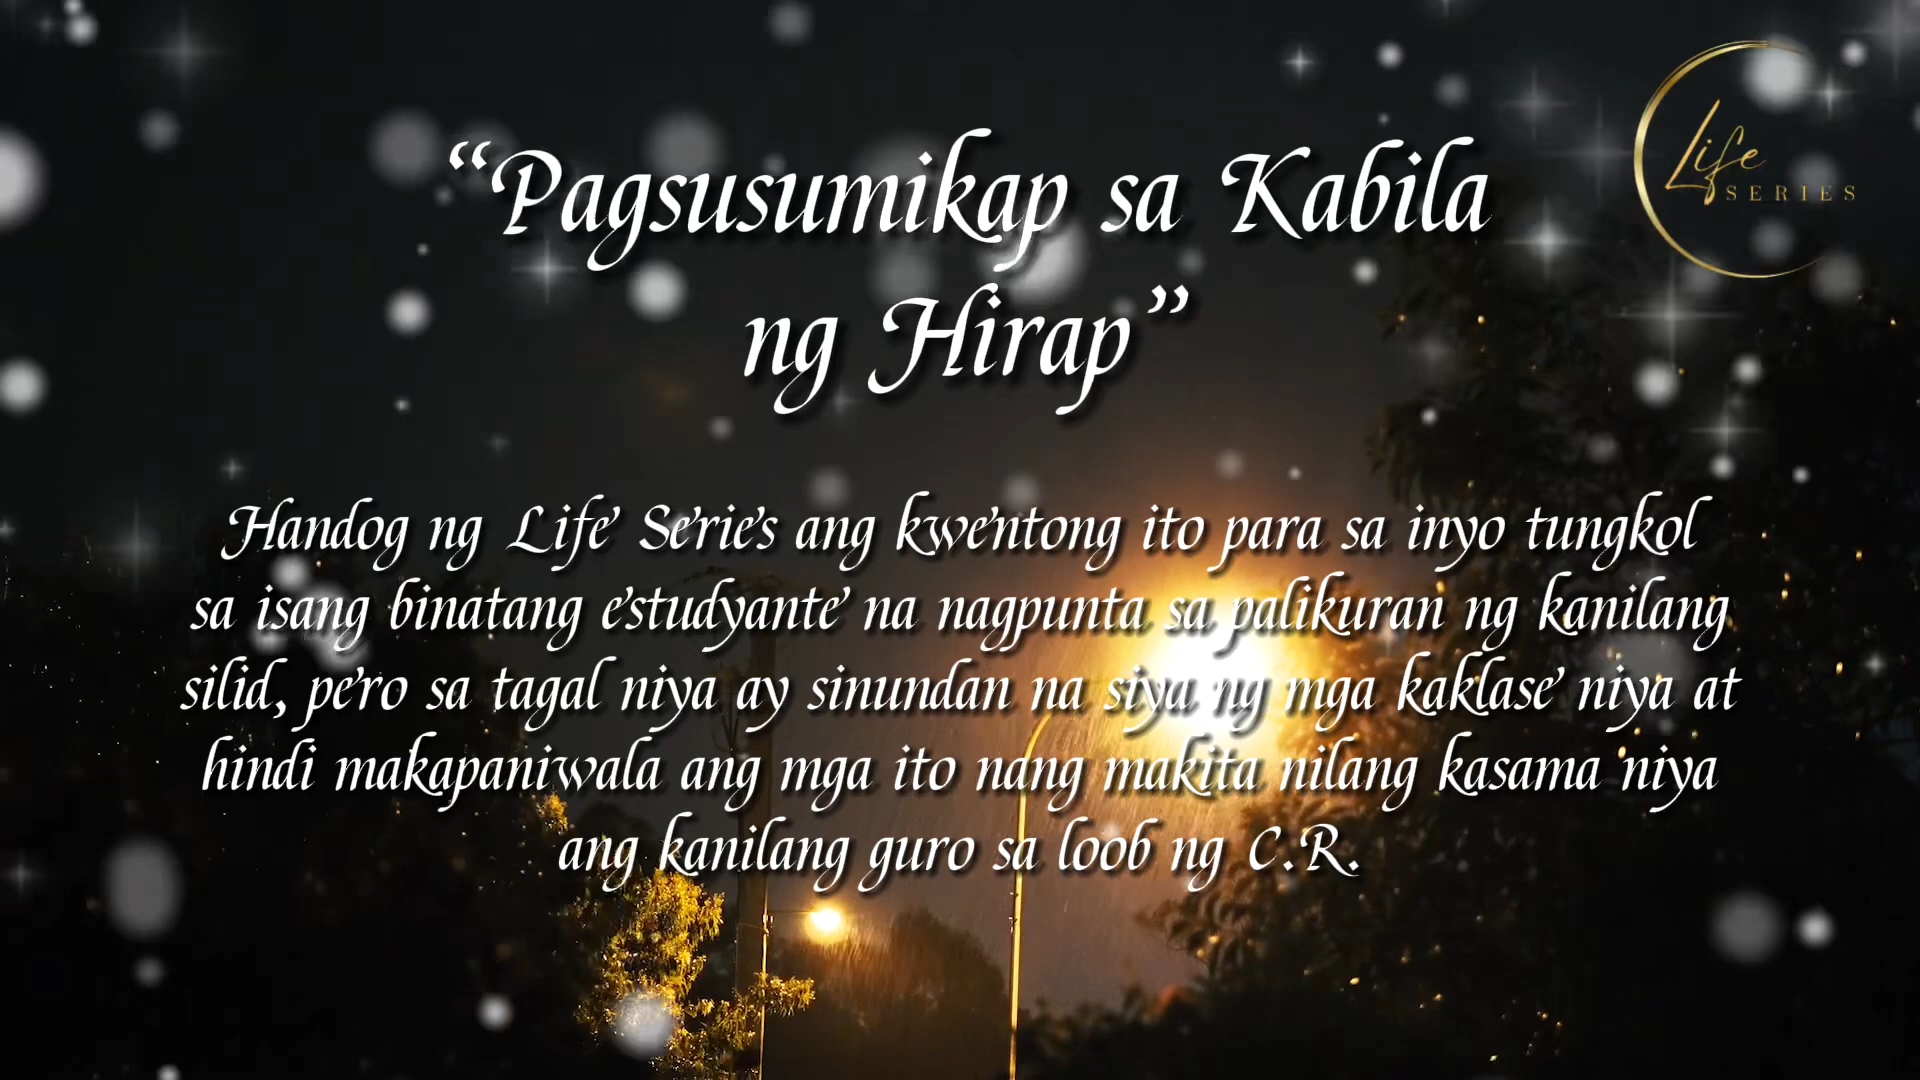 “Pagsusumikap sa Kabila
ng Hirap”
Life
SERIES
Handog ng Life Series ang kwentong ito para sa inyo tungkol
sa isang binatang estudyante na nagpunta sa palikuran ng kanilang
silid, pero sa tagal niya ay sinundan na siya ng mga kaklase niya at
hindi makapaniwala ang mga ito nang makita nilang kasama niya
ang kanilang guro sa loob ng C.R.